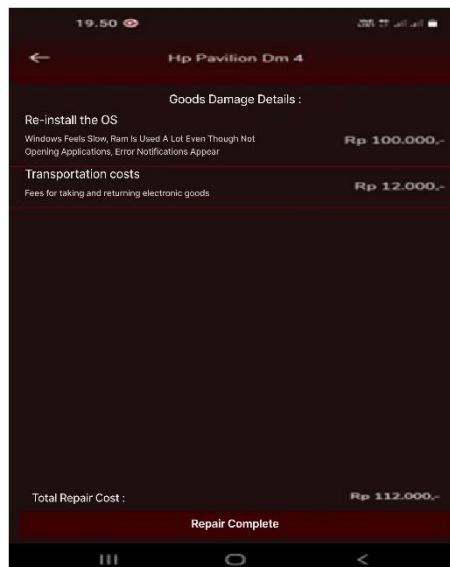 19.50
Hp Pavilion Dm 4
Goods Damage Details :
Re-install the OS
Windows Feels Slow, Ram Is Used A Lot Even Though Not
Opening Applications, Error Notifications Appear
Rp 100.000,-
Transportation costs
Fees for taking and returning electronic goods
Rp 12.000,-
Total Repair Cost :
Rp 112.000,-
Repair Complete